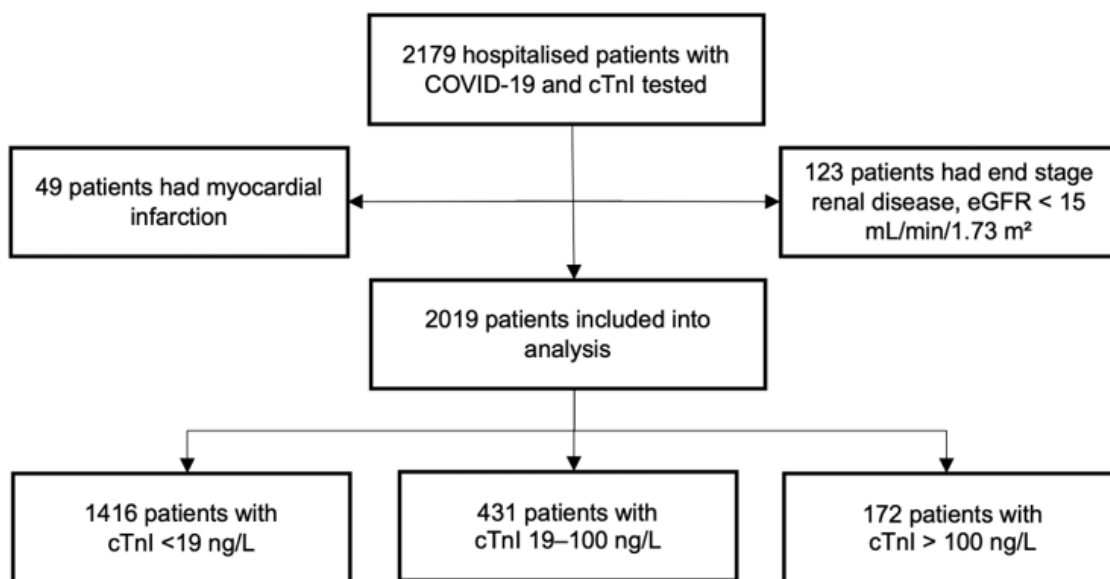 2179 hospitalised patients with
COVID-19 and cTnI tested
49 patients had myocardial
infarction
123 patients had end stage
renal disease, eGFR < 15
mL/min/1.73 m²
2019 patients included into
analysis
1416 patients with
cTnI <19 ng/L
431 patients with
cTnI 19–100 ng/L
172 patients with
cTnI > 100 ng/L